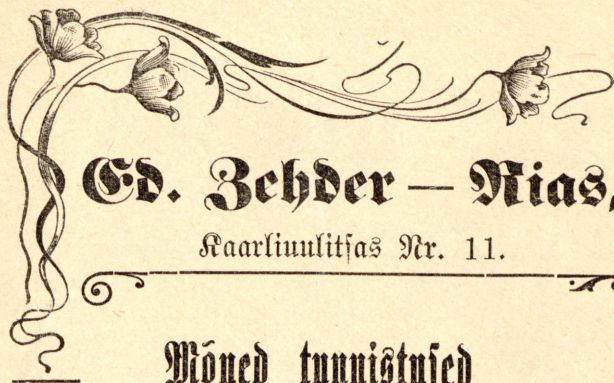 Ed. Zehder — Rias,
Kaarliuulitsas Nr. 11.
Mõned tunnistused